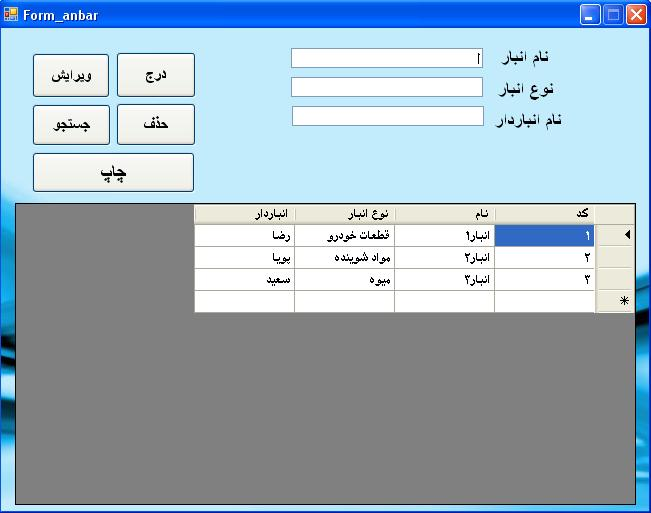 Form_anbar
نام انبار
ا
نوع انبار
نام انباردار
درج
ویرایش
حذف
جستجو
چاپ
کد نام نوع انبار انباردار
۱ انبار۱ قطعات خودرو رضا
۲ انبار۲ مواد شوینده پویا
۳ انبار۳ میوه سعید